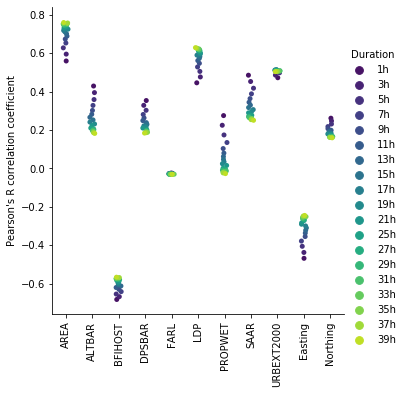 Pearson's R correlation coefficient
0.8
0.6
0.4
0.2
0.0
−0.2
−0.4
−0.6
AREA
ALTBAR
BFIHOST
DPSBAR
FARL
LDP
PROPWET
SAAR
URBEXT2000
Easting
Northing
Duration
1h
3h
5h
7h
9h
11h
13h
15h
17h
19h
21h
25h
27h
29h
31h
33h
35h
37h
39h